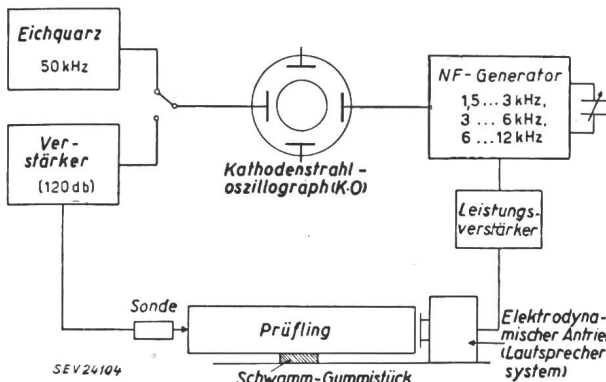 Eichquarz
50 kHz
Ver-
stärker
(120 db)
Kathodenstrahl-
oszillograph (K.O)
NF-Generator
1,5 ... 3 kHz,
3 ... 6 kHz,
6 ... 12 kHz
Leistungs-
verstärker
Sonde
Prüfling
Elektrodyna-
mischer Antrie
(Lautsprecher
system)
SEV 24104
Schwamm-Gummistück